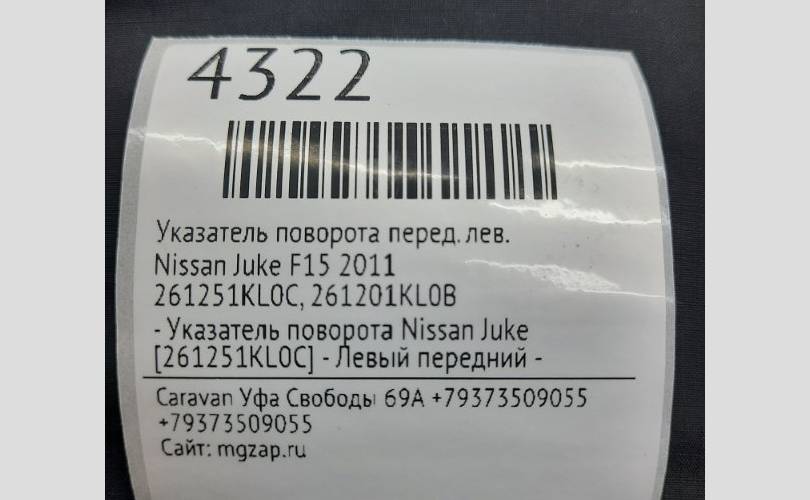 4322
Указатель поворота перед. лев.
Nissan Juke F15 2011
261251KL0C, 261201KL0B
- Указатель поворота Nissan Juke
[261251KL0C] - Левый передний -
Caravan Уфа Свободы 69А +79373509055
+79373509055
Сайт: mgzap.ru